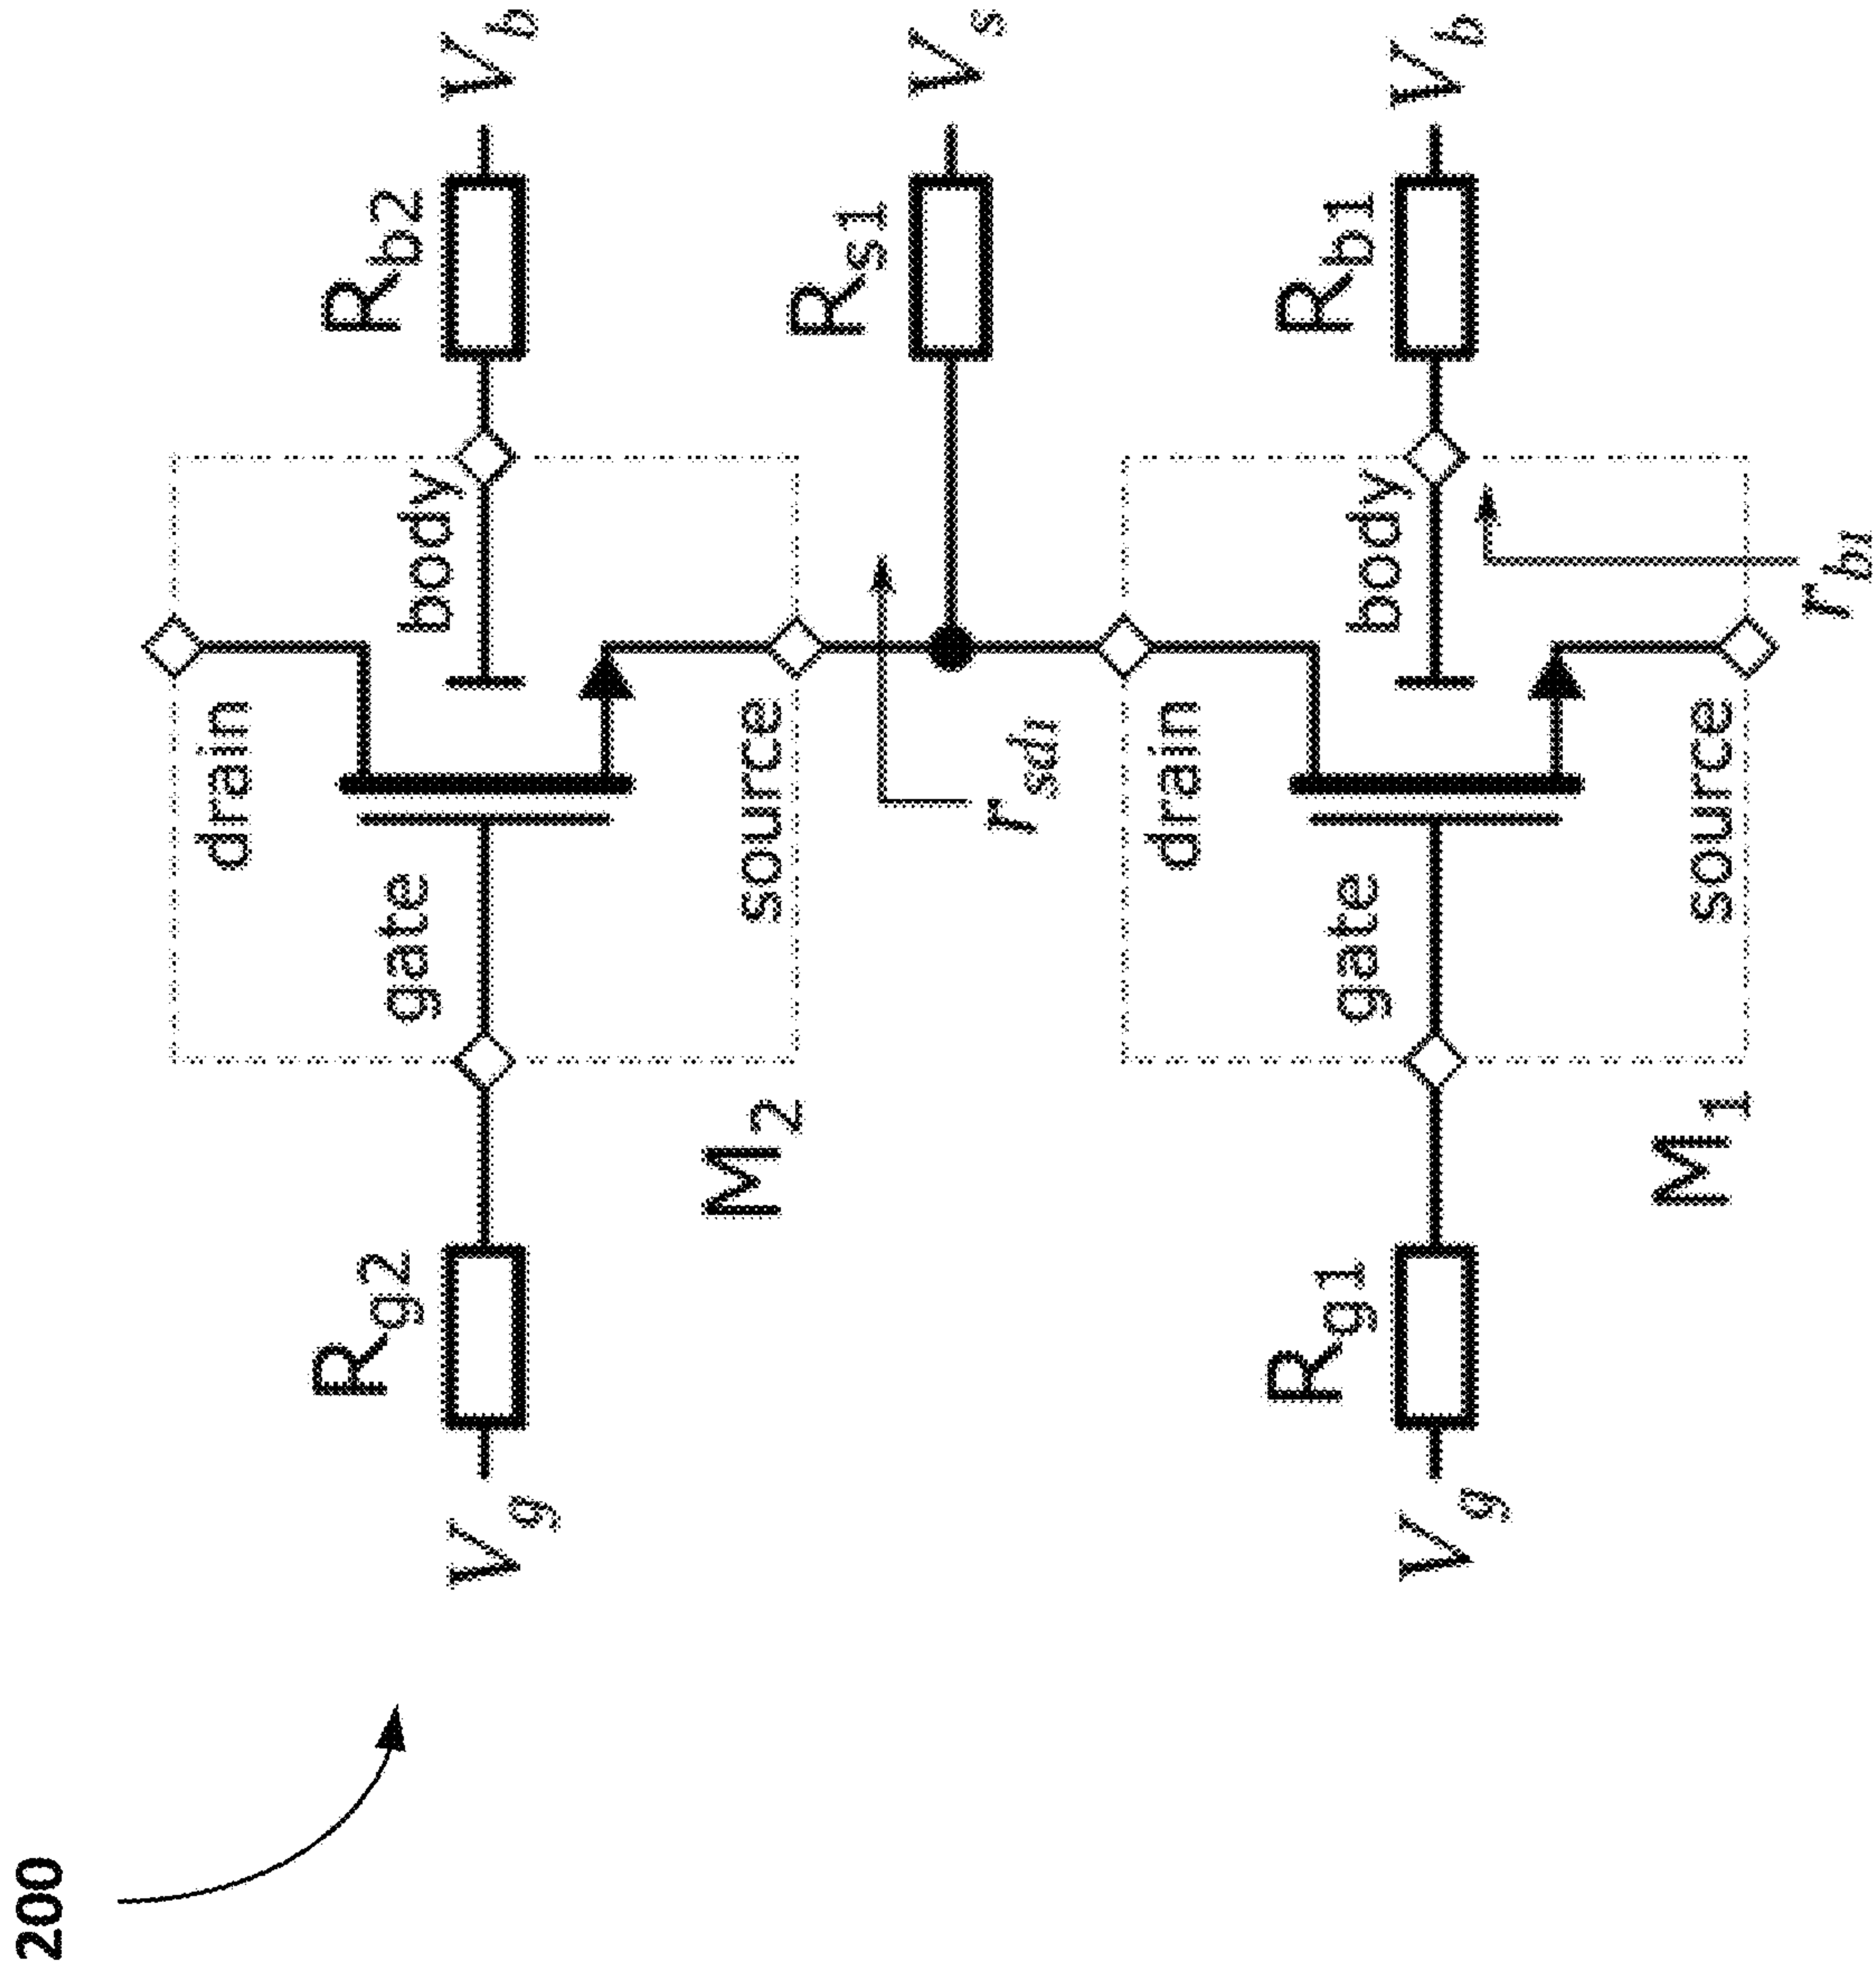 200
V_g
R_g2
M_2
gate
drain
source
body
R_b2
V_b
r_sd1
R_s1
V_s
V_g
R_g1
M_1
gate
drain
source
body
R_b1
V_b
r_b1